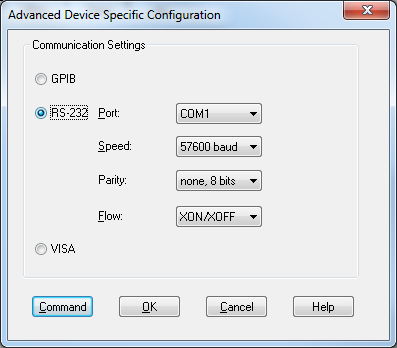 Advanced Device Specific Configuration
Communication Settings
GPIB
RS-232 Port: COM1
Speed: 57600 baud
Parity: none, 8 bits
Flow: XON/XOFF
VISA
Command OK Cancel Help